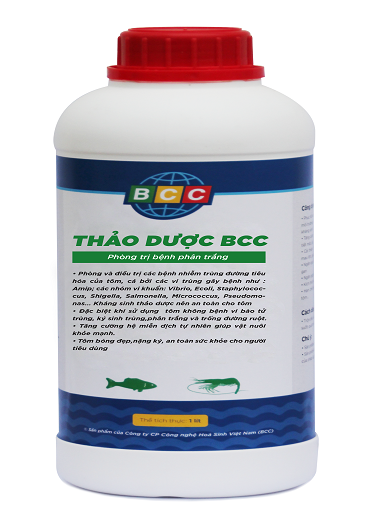 BCC
THẢO DƯỢC BCC
Phòng trị bệnh phân trắng
• Phòng và điều trị các bệnh nhiễm trùng đường tiêu
hóa của tôm, cá bởi các vi trùng gây bệnh như :
Amip; các nhóm vi khuẩn: Vibrio, Ecoli, Staphylococ-
cus, Shigella, Salmonella, Micrococcus, Pseudomo-
nas... Kháng sinh thảo dược nên an toàn cho tôm
• Đặc biệt khi sử dụng tôm không bệnh vi bào tử
trùng, ký sinh trùng,phân trắng và trống đường ruột.
• Tăng cường hệ miễn dịch tự nhiên giúp vật nuôi
khỏe mạnh.
• Tôm bóng đẹp,nặng ký, an toàn sức khỏe cho người
tiêu dùng
Thể tích thực: 1 lít
Sản phẩm của Công ty CP Công nghệ Hoá Sinh Việt Nam (BCC)